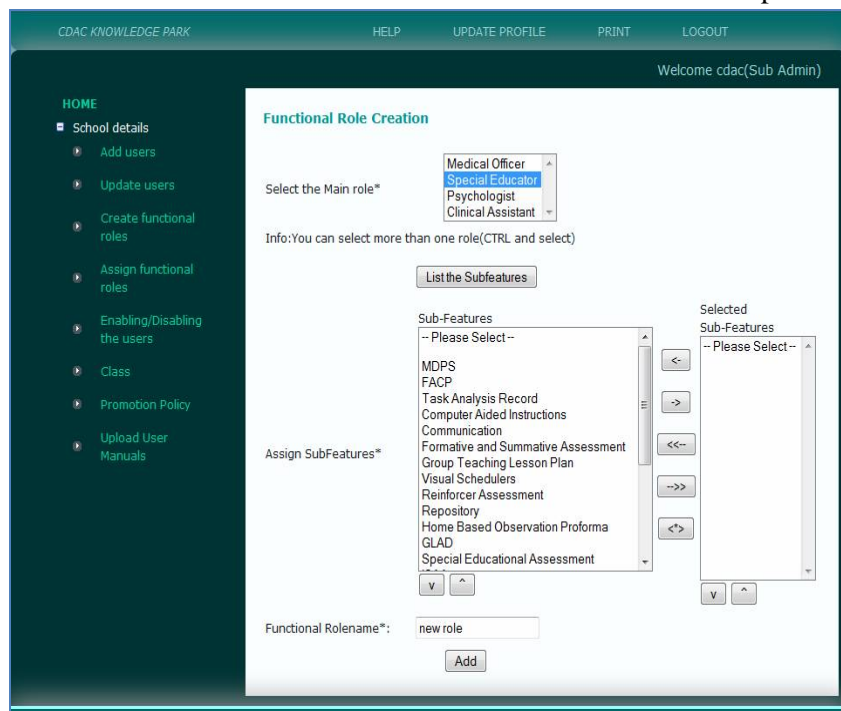 CDAC KNOWLEDGE PARK HELP UPDATE PROFILE PRINT LOGOUT
Welcome cdac(Sub Admin)
HOME
School details
Add users
Update users
Create functional
roles
Assign functional
roles
Enabling/Disabling
the users
Class
Promotion Policy
Upload User
Manuals
Functional Role Creation
Select the Main role*
Medical Officer
Special Educator
Psychologist
Clinical Assistant
Info:You can select more than one role(CTRL and select)
List the Subfeatures
Assign SubFeatures*
Sub-Features
-- Please Select --
MDPS
FACP
Task Analysis Record
Computer Aided Instructions
Communication
Formative and Summative Assessment
Group Teaching Lesson Plan
Visual Schedulers
Reinforcer Assessment
Repository
Home Based Observation Proforma
GLAD
Special Educational Assessment
v ^
<-
->
<<--
-->>
<*>
Selected
Sub-Features
-- Please Select --
v ^
Functional Rolename*: new role
Add